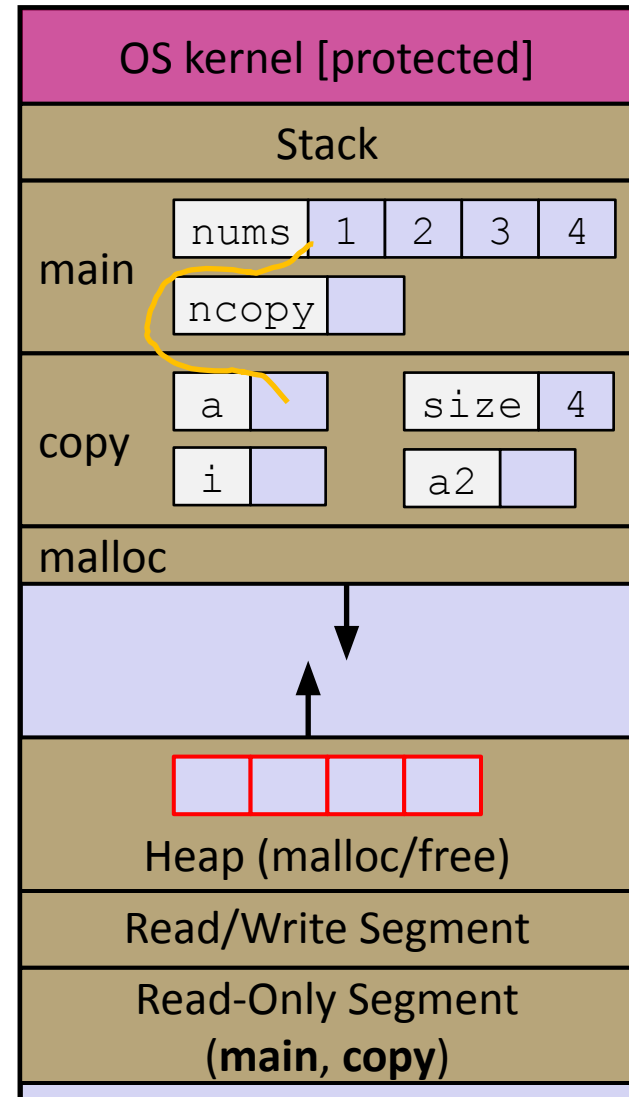 OS kernel [protected]
Stack
main
nums 1 2 3 4
ncopy
copy
a size 4
i a2
malloc
Heap (malloc/free)
Read/Write Segment
Read-Only Segment
(main, copy)